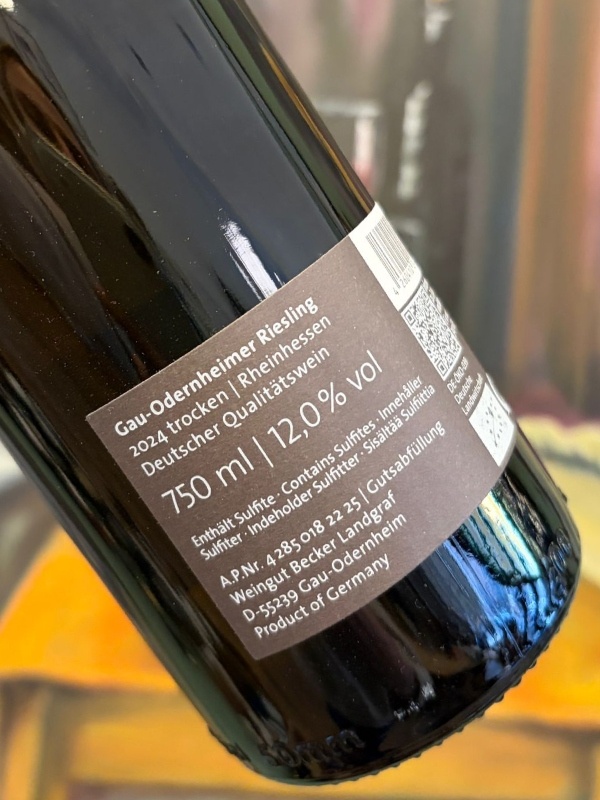 Gau-Odernheimer Riesling
2024 trocken | Rheinhessen
Deutscher Qualitätswein
750 ml | 12,0 % vol
Enthält Sulfite · Contains Sulfites · Innehåller
Sulfiter · Indeholder Sulfitter · Sisältää Sulfiittia
A.P.Nr. 4 285 018 22 25 | Gutsabfüllung
Weingut Becker Landgraf
D-55239 Gau-Odernheim
Product of Germany